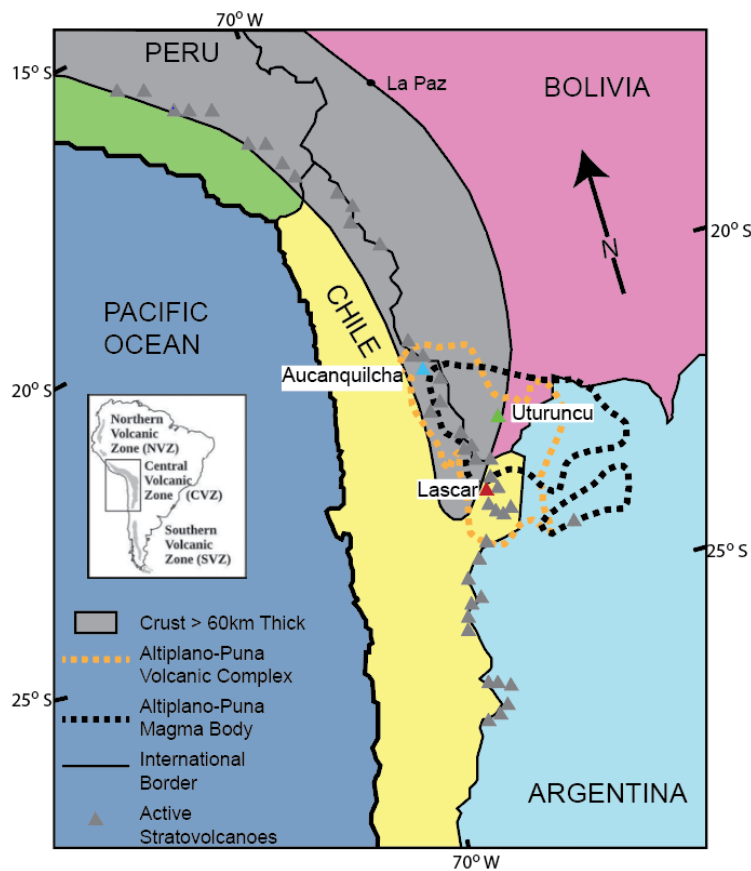 70° W
PERU
15° S
La Paz
BOLIVIA
N
20° S
CHILE
PACIFIC
OCEAN
20° S
Aucanquilcha
Uturuncu
Northern
Volcanic
Zone (NVZ)
Central
Volcanic
Zone (CVZ)
Southern
Volcanic
Zone (SVZ)
Lascar
25° S
Crust > 60km Thick
Altiplano-Puna
Volcanic Complex
25° S
Altiplano-Puna
Magma Body
International
Border
Active
Stratovolcanoes
ARGENTINA
70° W